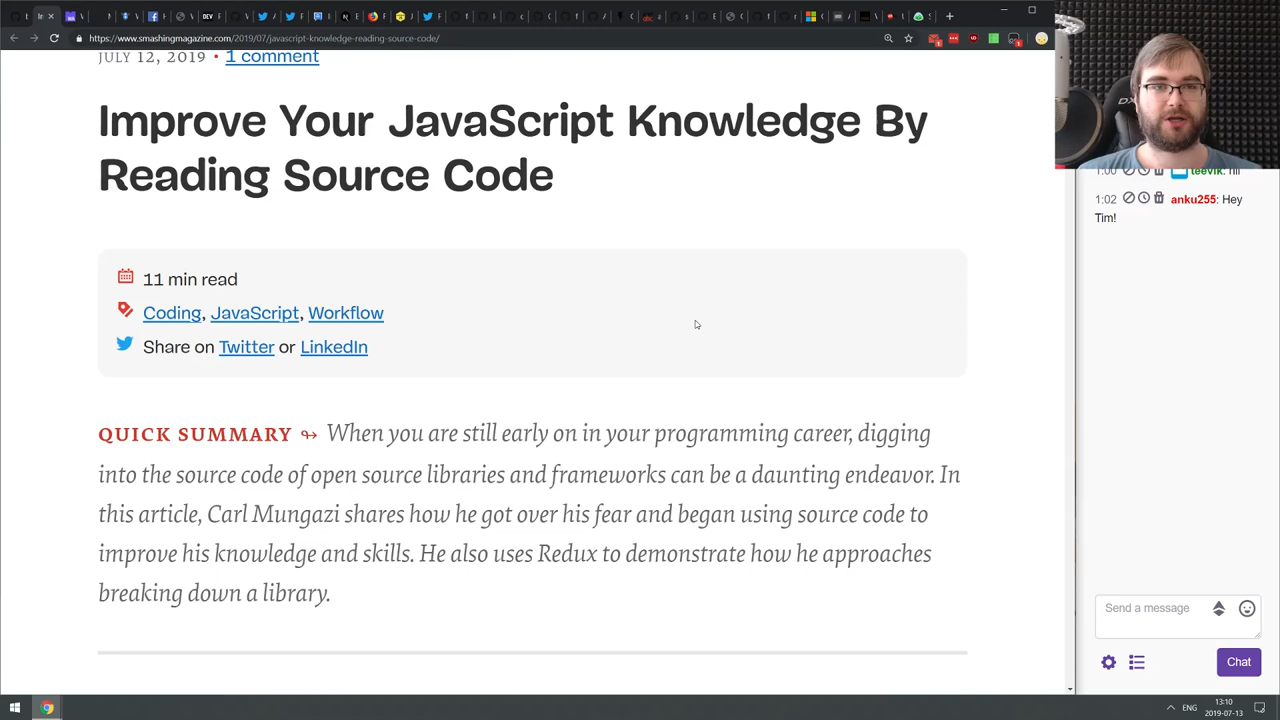 https://www.smashingmagazine.com/2019/07/javascript-knowledge-reading-source-code/
JULY 12, 2019 • 1 comment
Improve Your JavaScript Knowledge By
Reading Source Code
11 min read
Coding, JavaScript, Workflow
Share on Twitter or LinkedIn
QUICK SUMMARY ↬ When you are still early on in your programming career, digging
into the source code of open source libraries and frameworks can be a daunting endeavor. In
this article, Carl Mungazi shares how he got over his fear and began using source code to
improve his knowledge and skills. He also uses Redux to demonstrate how he approaches
breaking down a library.
1:00 teevik: hi!
1:02 anku255: Hey
Tim!
Send a message
Chat
ENG
13:10
2019-07-13